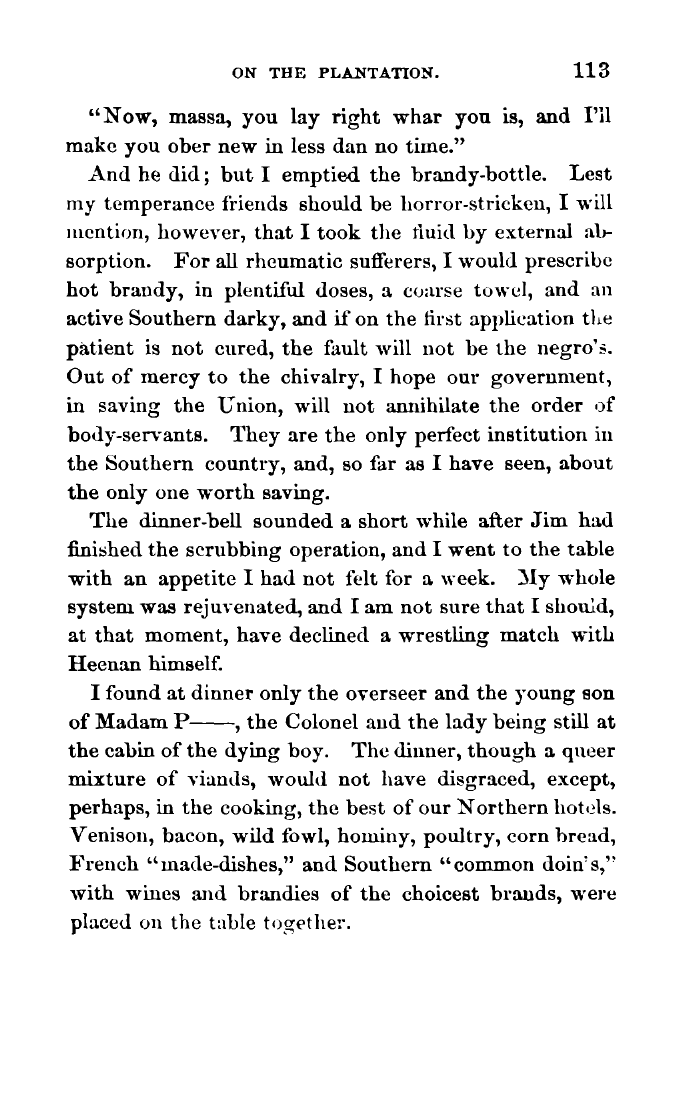 ON THE PLANTATION. 113
“Now, massa, you lay right whar you is, and I’ll
make you ober new in less dan no time.”
And he did; but I emptied the brandy-bottle. Lest
my temperance friends should be horror-stricken, I will
mention, however, that I took the fluid by external ab-
sorption. For all rheumatic sufferers, I would prescribe
hot brandy, in plentiful doses, a coarse towel, and an
active Southern darky, and if on the first application the
patient is not cured, the fault will not be the negro’s.
Out of mercy to the chivalry, I hope our government,
in saving the Union, will not annihilate the order of
body-servants. They are the only perfect institution in
the Southern country, and, so far as I have seen, about
the only one worth saving.
The dinner-bell sounded a short while after Jim had
finished the scrubbing operation, and I went to the table
with an appetite I had not felt for a week. My whole
system was rejuvenated, and I am not sure that I should,
at that moment, have declined a wrestling match with
Heenan himself.
I found at dinner only the overseer and the young son
of Madam P——, the Colonel and the lady being still at
the cabin of the dying boy. The dinner, though a queer
mixture of viands, would not have disgraced, except,
perhaps, in the cooking, the best of our Northern hotels.
Venison, bacon, wild fowl, hominy, poultry, corn bread,
French “made-dishes,” and Southern “common doin’s,”
with wines and brandies of the choicest brands, were
placed on the table together.